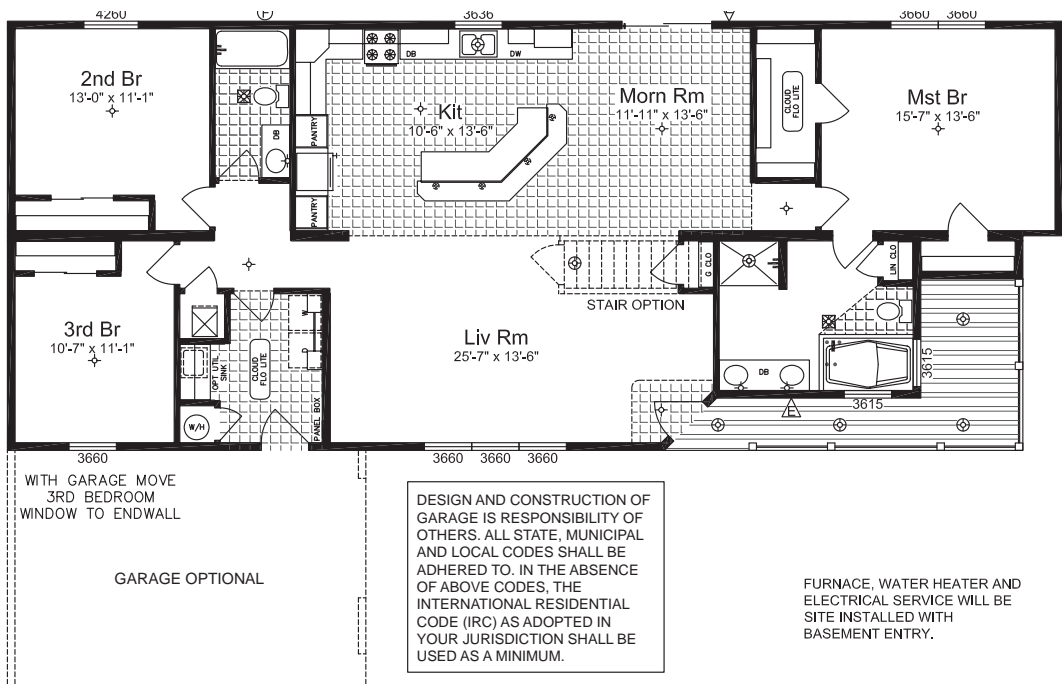 4260
P
3636
3660
3660
2nd Br
13'-0" x 11'-1"
DB
PANTRY
PANTRY
DB
DW
Kit
10'-6" x 13'-6"
Morn Rm
11'-11" x 13'-6"
CLOUD
FLO LITE
Mst Br
15'-7" x 13'-6"
3rd Br
10'-7" x 11'-1"
OPT UTIL
SINK
W/H
CLOUD
FLO LITE
W
D
PANEL BOX
Liv Rm
25'-7" x 13'-6"
STAIR OPTION
G CLO
LIN CLO
DB
E
3615
3615
3660
3660
3660
3660
WITH GARAGE MOVE
3RD BEDROOM
WINDOW TO ENDWALL
GARAGE OPTIONAL
DESIGN AND CONSTRUCTION OF
GARAGE IS RESPONSIBILITY OF
OTHERS. ALL STATE, MUNICIPAL
AND LOCAL CODES SHALL BE
ADHERED TO. IN THE ABSENCE
OF ABOVE CODES, THE
INTERNATIONAL RESIDENTIAL
CODE (IRC) AS ADOPTED IN
YOUR JURISDICTION SHALL BE
USED AS A MINIMUM.
FURNACE, WATER HEATER AND
ELECTRICAL SERVICE WILL BE
SITE INSTALLED WITH
BASEMENT ENTRY.